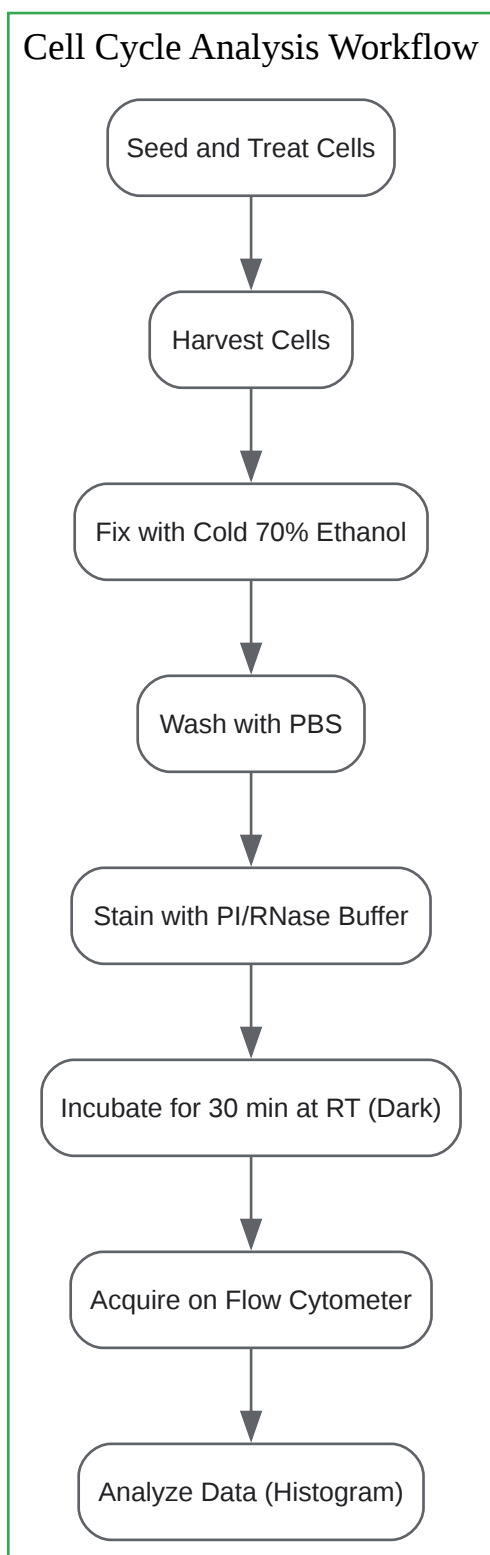 Cell Cycle Analysis Workflow
Seed and Treat Cells
Harvest Cells
Fix with Cold 70% Ethanol
Wash with PBS
Stain with PI/RNase Buffer
Incubate for 30 min at RT (Dark)
Acquire on Flow Cytometer
Analyze Data (Histogram)